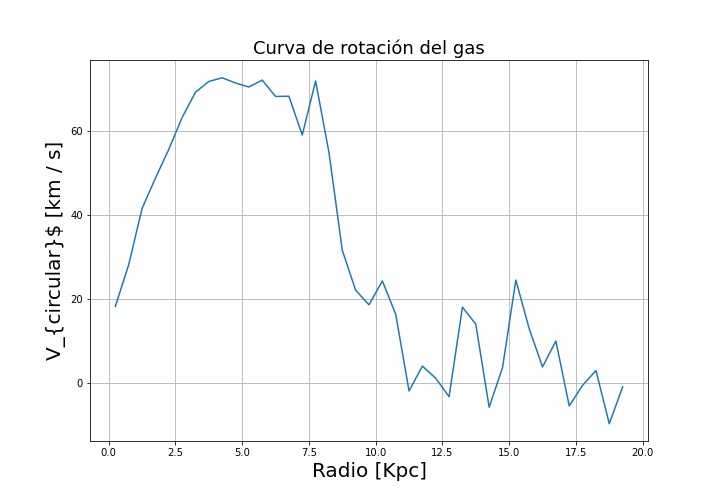 Curva de rotación del gas
V_{circular}$ [km / s]
60
40
20
0
0.0 2.5 5.0 7.5 10.0 12.5 15.0 17.5 20.0
Radio [Kpc]